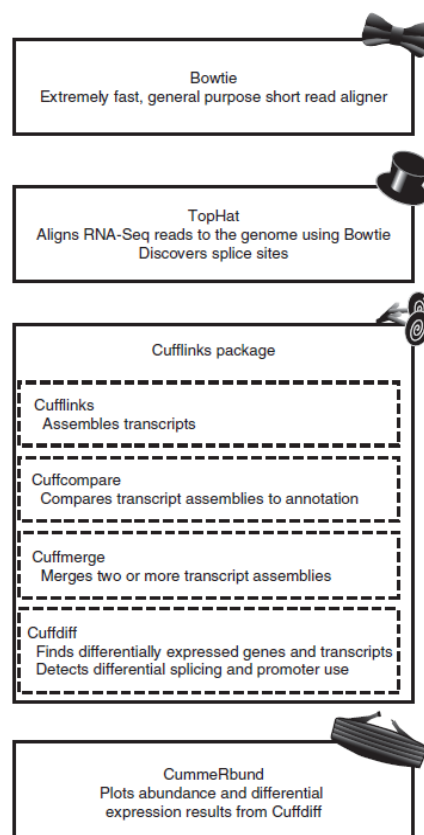 Bowtie
Extremely fast, general purpose short read aligner
TopHat
Aligns RNA-Seq reads to the genome using Bowtie
Discovers splice sites
Cufflinks package
Cufflinks
Assembles transcripts
Cuffcompare
Compares transcript assemblies to annotation
Cuffmerge
Merges two or more transcript assemblies
Cuffdiff
Finds differentially expressed genes and transcripts
Detects differential splicing and promoter use
CummeRbund
Plots abundance and differential
expression results from Cuffdiff